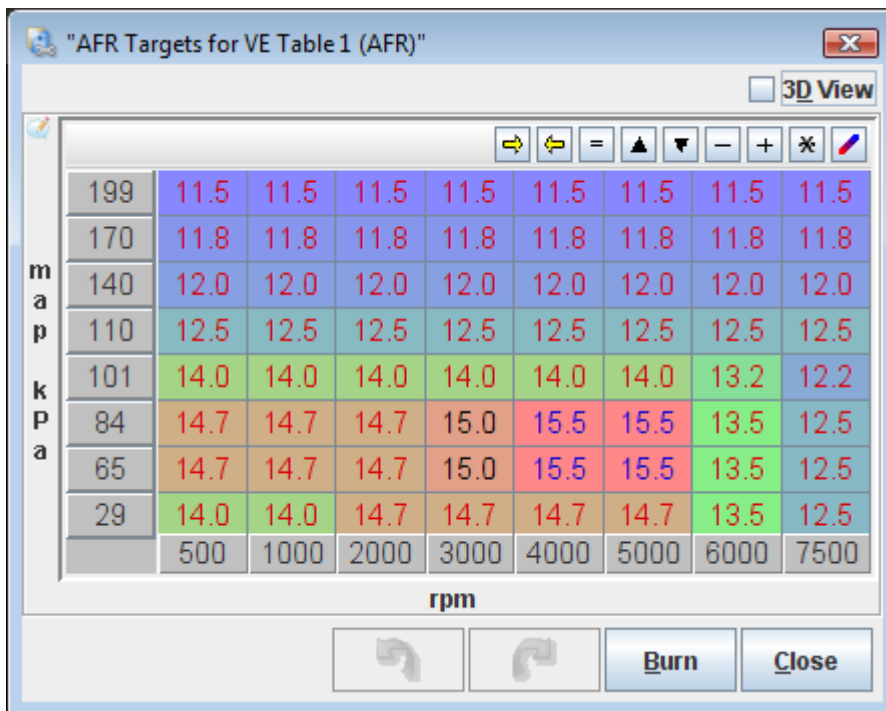 "AFR Targets for VE Table 1 (AFR)"
3D View
= − + *
199 11.5 11.5 11.5 11.5 11.5 11.5 11.5 11.5
170 11.8 11.8 11.8 11.8 11.8 11.8 11.8 11.8
140 12.0 12.0 12.0 12.0 12.0 12.0 12.0 12.0
110 12.5 12.5 12.5 12.5 12.5 12.5 12.5 12.5
101 14.0 14.0 14.0 14.0 14.0 14.0 13.2 12.2
84 14.7 14.7 14.7 15.0 15.5 15.5 13.5 12.5
65 14.7 14.7 14.7 15.0 15.5 15.5 13.5 12.5
29 14.0 14.0 14.7 14.7 14.7 14.7 13.5 12.5
500 1000 2000 3000 4000 5000 6000 7500
map kPa
rpm
Burn Close